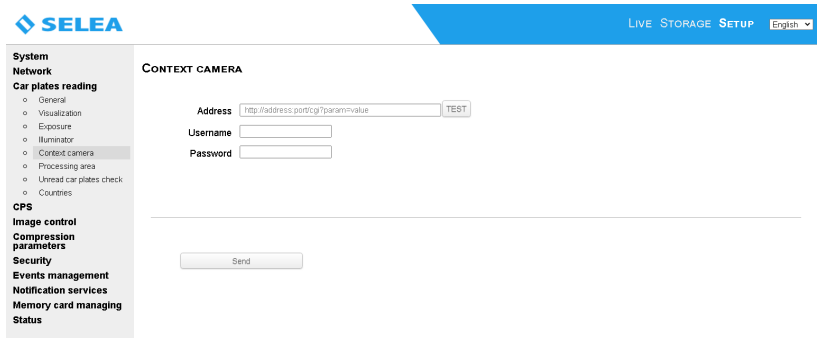 SELEA
LIVE STORAGE SETUP English
System
Network
Car plates reading
General
Visualization
Exposure
Illuminator
Context camera
Processing area
Unread car plates check
Countries
CPS
Image control
Compression
parameters
Security
Events management
Notification services
Memory card managing
Status
CONTEXT CAMERA
Address http://address:port/cgi?param=value TEST
Username
Password
Send